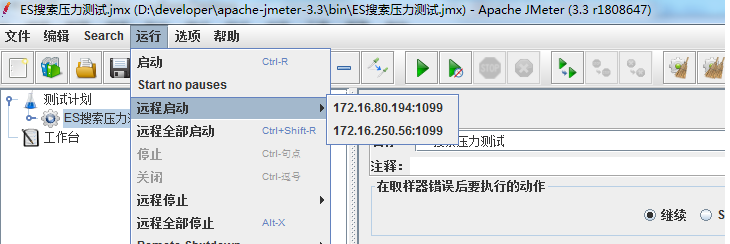 ES搜索压力测试.jmx (D:\developer\apache-jmeter-3.3\bin\ES搜索压力测试.jmx) - Apache JMeter (3.3 r1808647)
文件 编辑 Search 运行 选项 帮助
启动 Ctrl-R
Start no pauses
远程启动
172.16.80.194:1099
172.16.250.56:1099
远程全部启动 Ctrl+Shift-R
停止 Ctrl-句点
关闭 Ctrl-逗号
远程停止
远程全部停止 Alt-X
测试计划
ES搜索压力
工作台
搜索压力测试
注释:
在取样器错误后要执行的动作
继续 S